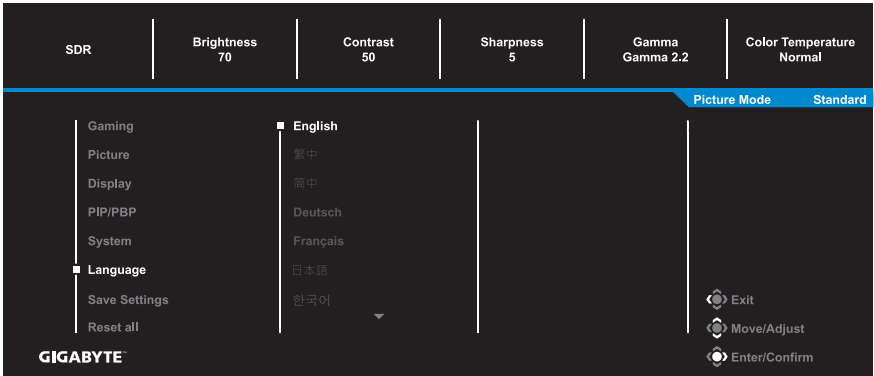 SDR
Brightness
70
Contrast
50
Sharpness
5
Gamma
Gamma 2.2
Color Temperature
Normal
Picture Mode Standard
Gaming
Picture
Display
PIP/PBP
System
Language
Save Settings
Reset all
English
繁中
简中
Deutsch
Français
日本語
한국어
Exit
Move/Adjust
Enter/Confirm
GIGABYTE™